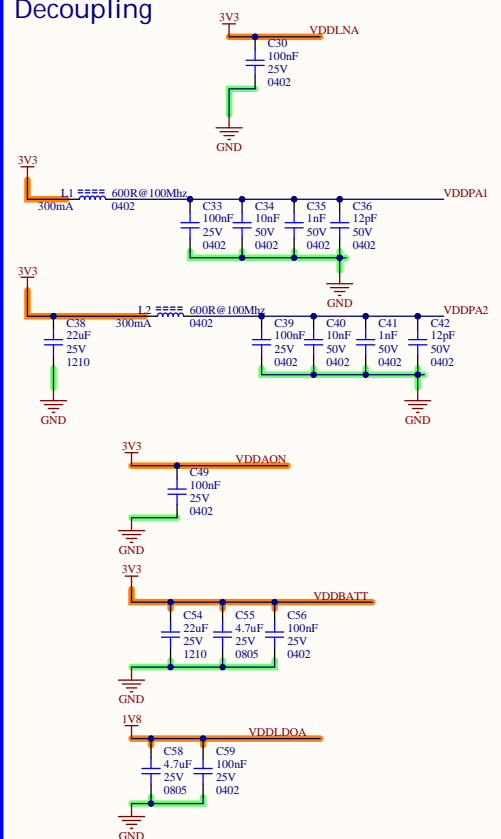 Decoupling
3V3
VDDLNA
C30
100nF
25V
0402
GND
3V3
L1
600R@100Mhz
VDDPA1
300mA
0402
C33
100nF
25V
0402
C34
10nF
50V
0402
C35
1nF
50V
0402
C36
12pF
50V
0402
GND
3V3
L2
600R@100Mhz
VDDPA2
300mA
0402
C38
22uF
25V
1210
C39
100nF
25V
0402
C40
10nF
50V
0402
C41
1nF
50V
0402
C42
12pF
50V
0402
GND
GND
3V3
VDDAON
C49
100nF
25V
0402
GND
3V3
VDDBATT
C54
22uF
25V
1210
C55
4.7uF
25V
0805
C56
100nF
25V
0402
GND
1V8
VDDLDOA
C58
4.7uF
25V
0805
C59
100nF
25V
0402
GND